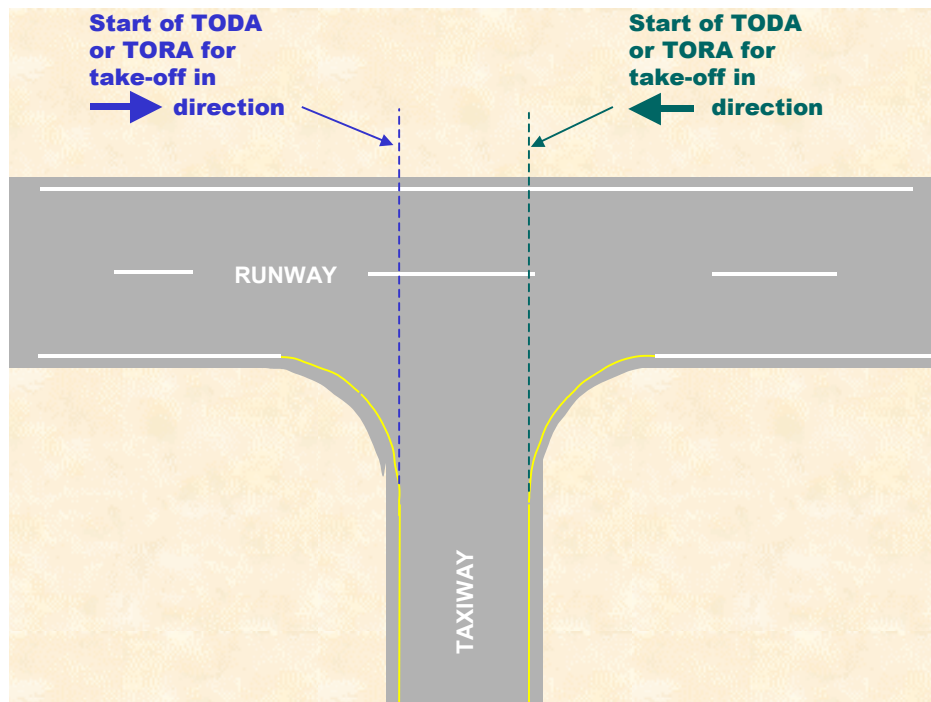 Start of TODA
or TORA for
take-off in
direction
Start of TODA
or TORA for
take-off in
direction
RUNWAY
TAXIWAY